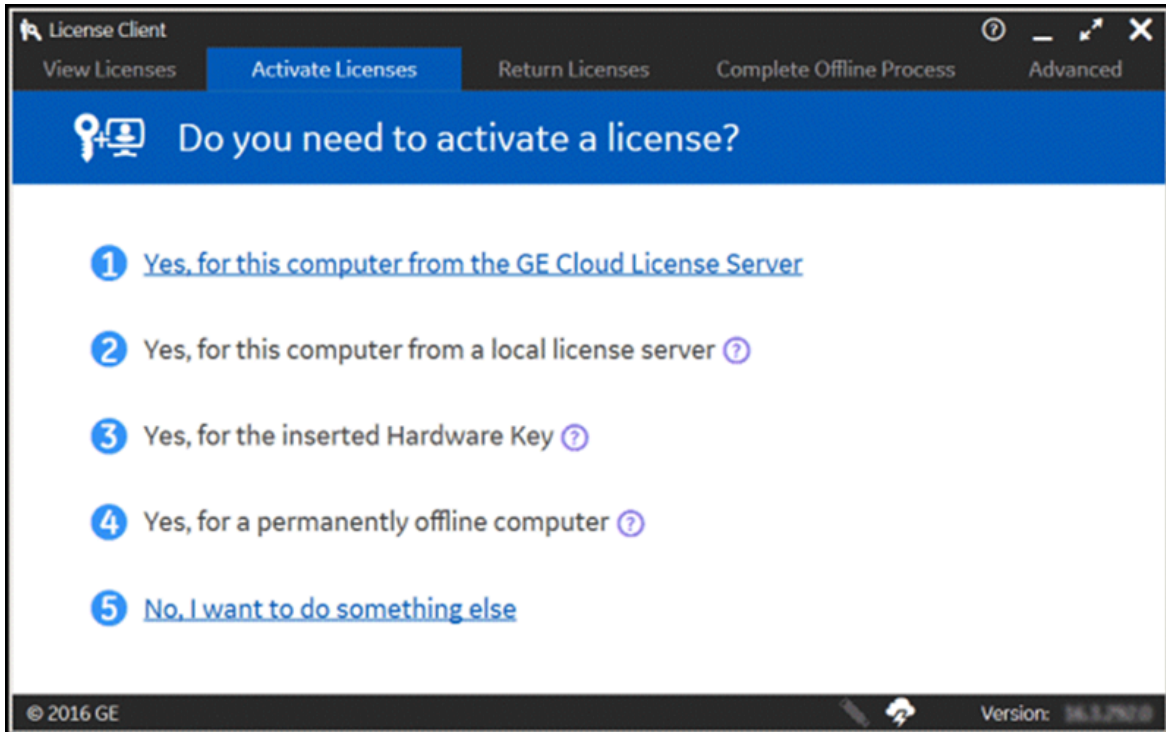 License Client
View Licenses Activate Licenses Return Licenses Complete Offline Process Advanced
Do you need to activate a license?
1 Yes, for this computer from the GE Cloud License Server
2 Yes, for this computer from a local license server ?
3 Yes, for the inserted Hardware Key ?
4 Yes, for a permanently offline computer ?
5 No, I want to do something else
© 2016 GE Version: